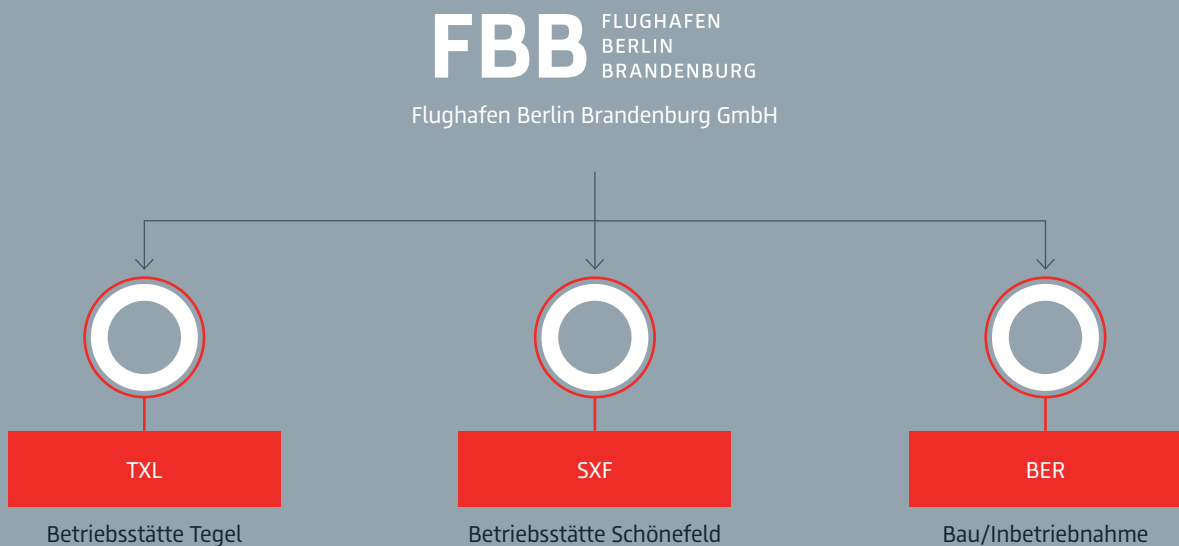 FBB
FLUGHAFEN
BERLIN
BRANDENBURG
Flughafen Berlin Brandenburg GmbH
TXL
SXF
BER
Betriebsstätte Tegel
Betriebsstätte Schönefeld
Bau/Inbetriebnahme